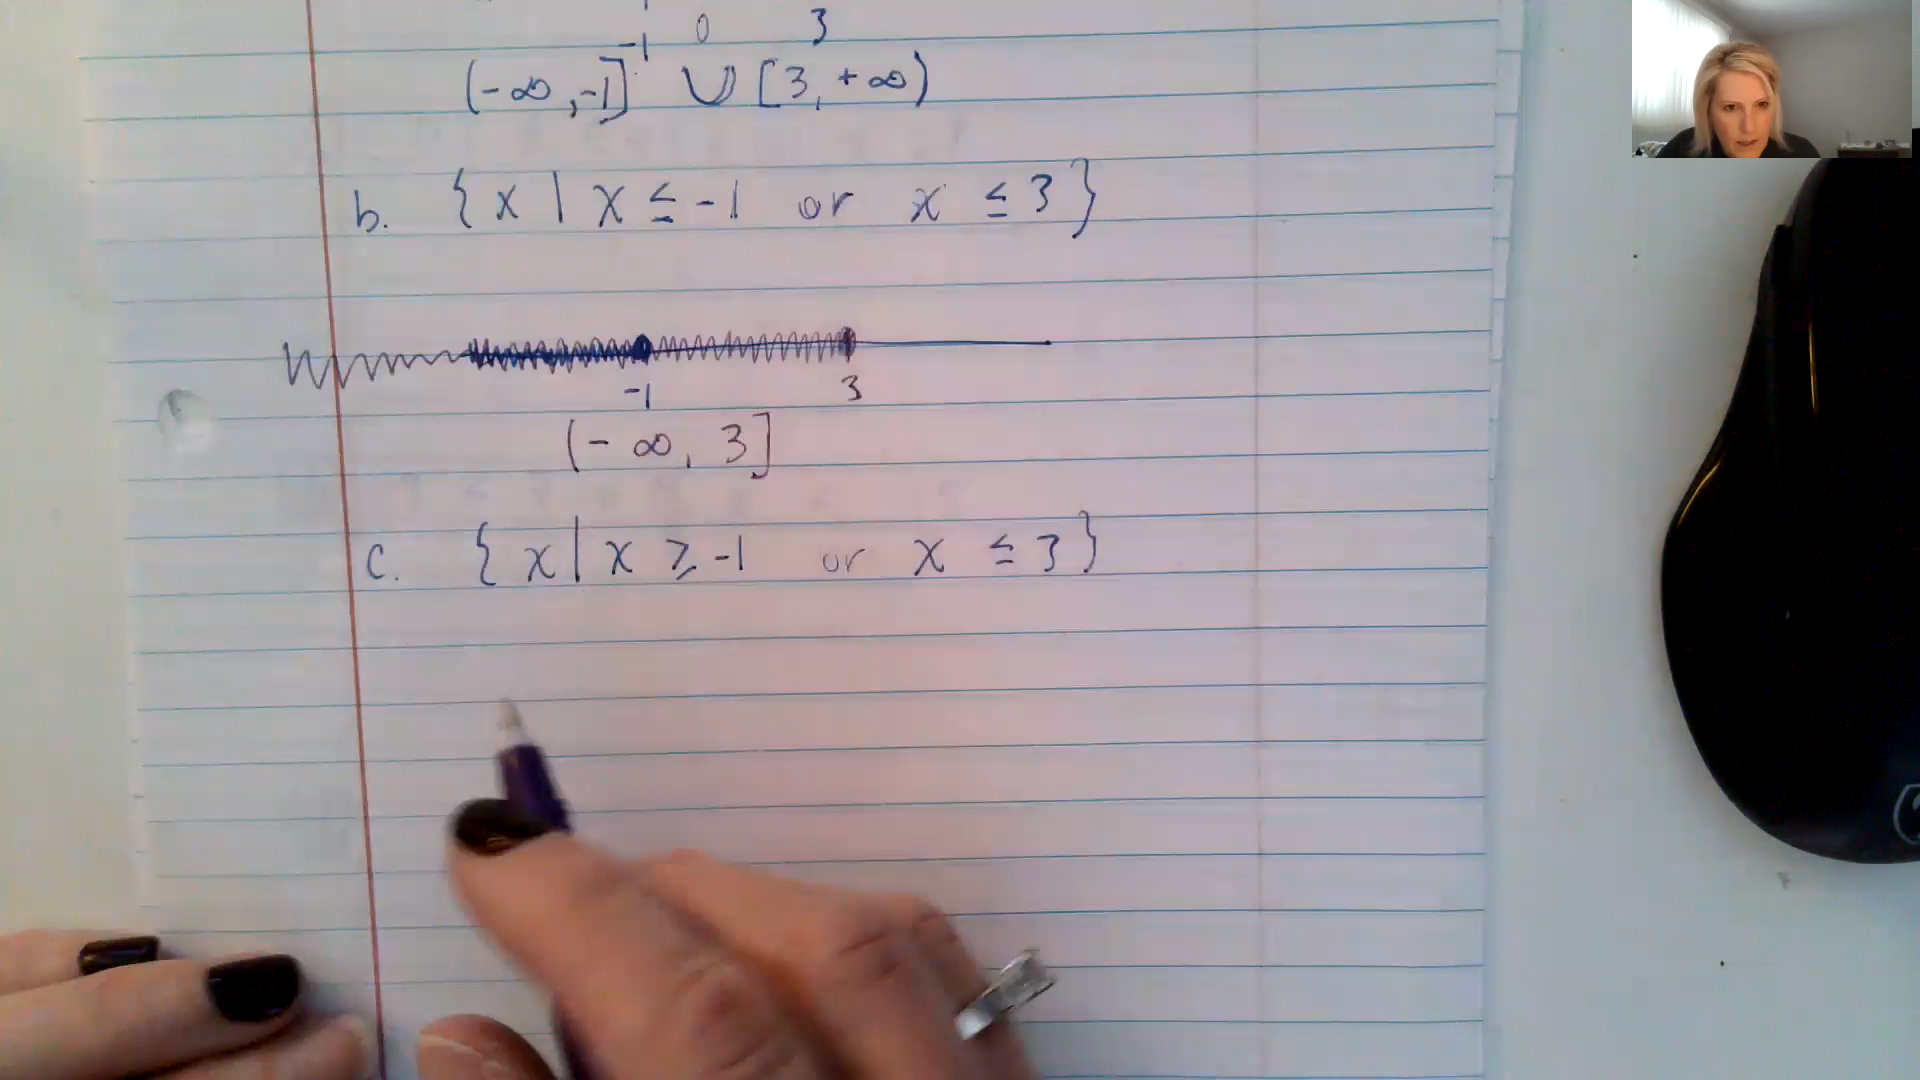 -1 0 3
(-∞, -1] ∪ [3, +∞)
b. {x | x ≤ -1 or x ≤ 3}
-1 3
(-∞, 3]
c. {x | x ≥ -1 or x ≤ 3}